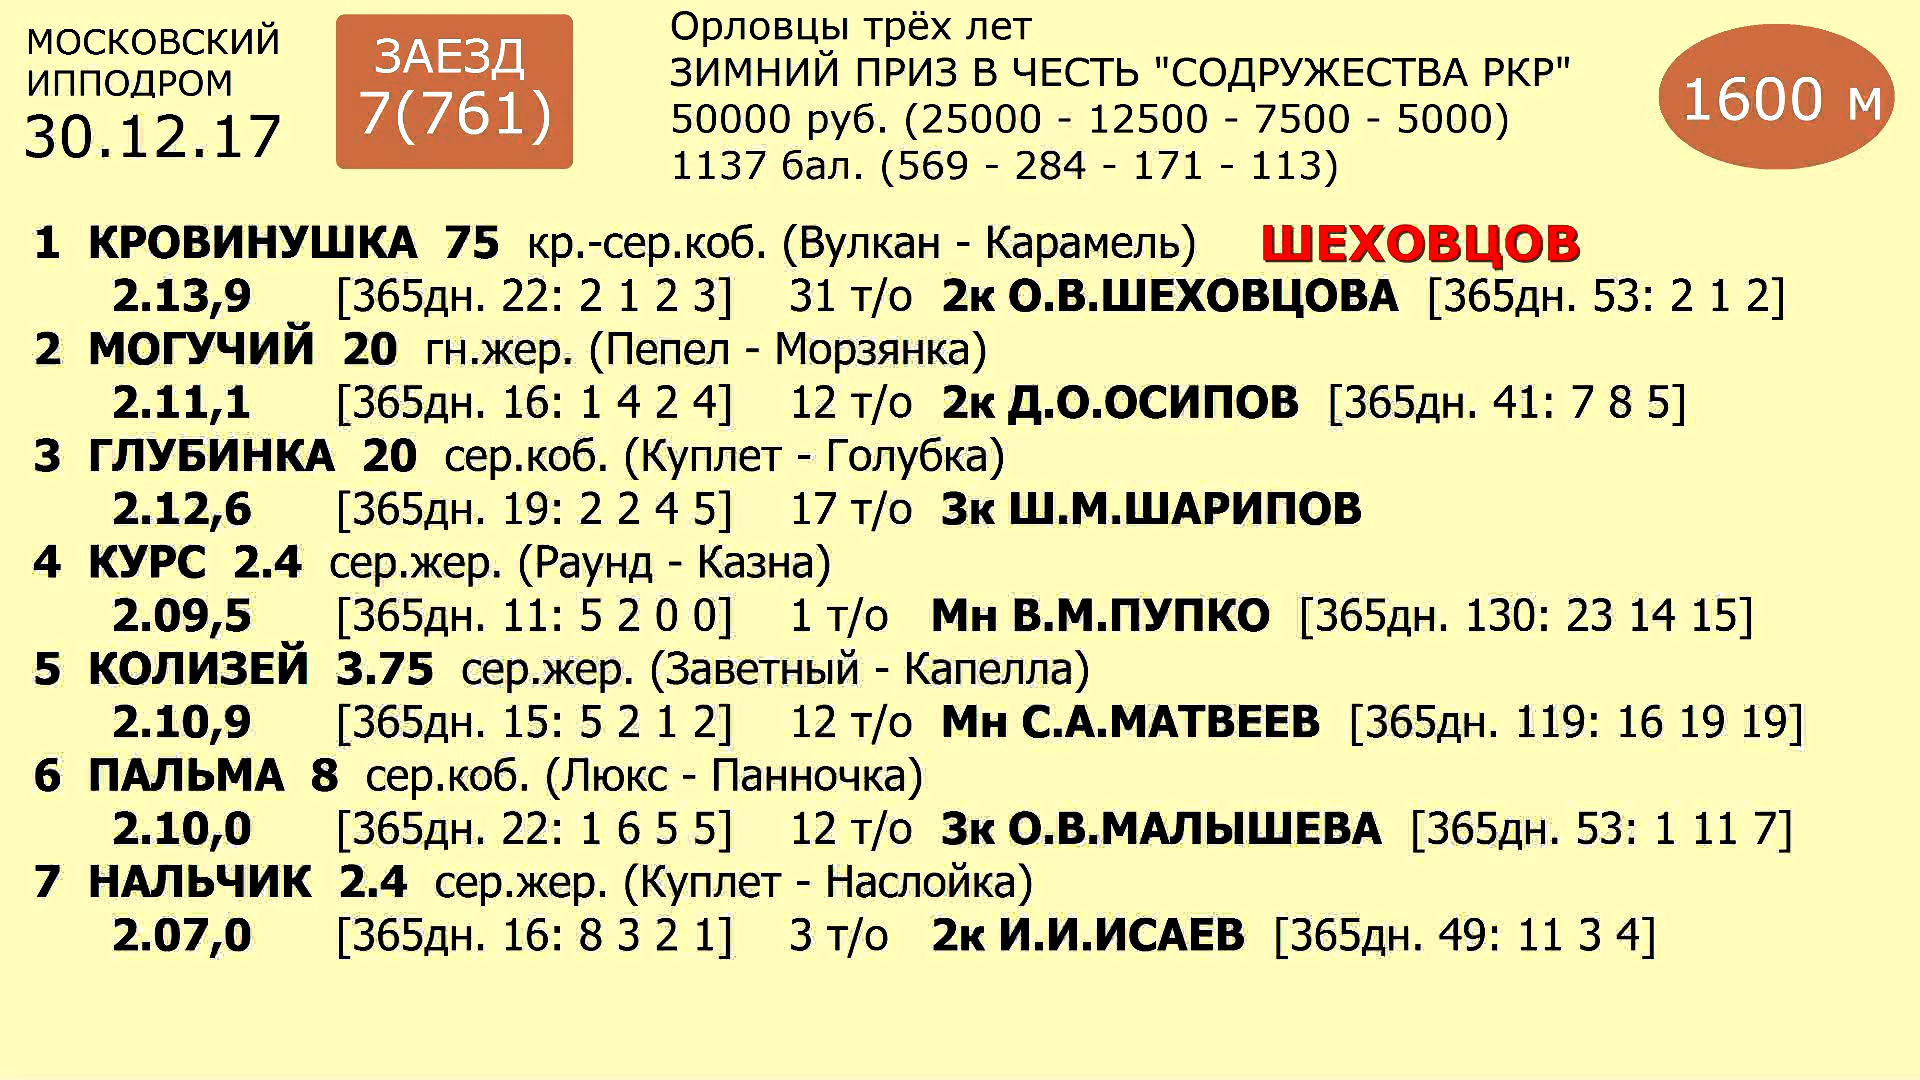 МОСКОВСКИЙ
ИППОДРОМ
30.12.17
ЗАЕЗД
7(761)
Орловцы трёх лет
ЗИМНИЙ ПРИЗ В ЧЕСТЬ "СОДРУЖЕСТВА РКР"
50000 руб. (25000 - 12500 - 7500 - 5000)
1137 бал. (569 - 284 - 171 - 113)
1600 м
1 КРОВИНУШКА 75 кр.-сер.коб. (Вулкан - Карамель) ШЕХОВЦОВ
2.13,9 [365дн. 22: 2 1 2 3] 31 т/о 2к О.В.ШЕХОВЦОВА [365дн. 53: 2 1 2]
2 МОГУЧИЙ 20 гн.жер. (Пепел - Морзянка)
2.11,1 [365дн. 16: 1 4 2 4] 12 т/о 2к Д.О.ОСИПОВ [365дн. 41: 7 8 5]
3 ГЛУБИНКА 20 сер.коб. (Куплет - Голубка)
2.12,6 [365дн. 19: 2 2 4 5] 17 т/о 3к Ш.М.ШАРИПОВ
4 КУРС 2.4 сер.жер. (Раунд - Казна)
2.09,5 [365дн. 11: 5 2 0 0] 1 т/о Мн В.М.ПУПКО [365дн. 130: 23 14 15]
5 КОЛИЗЕЙ 3.75 сер.жер. (Заветный - Капелла)
2.10,9 [365дн. 15: 5 2 1 2] 12 т/о Мн С.А.МАТВЕЕВ [365дн. 119: 16 19 19]
6 ПАЛЬМА 8 сер.коб. (Люкс - Панночка)
2.10,0 [365дн. 22: 1 6 5 5] 12 т/о 3к О.В.МАЛЫШЕВА [365дн. 53: 1 11 7]
7 НАЛЬЧИК 2.4 сер.жер. (Куплет - Наслойка)
2.07,0 [365дн. 16: 8 3 2 1] 3 т/о 2к И.И.ИСАЕВ [365дн. 49: 11 3 4]